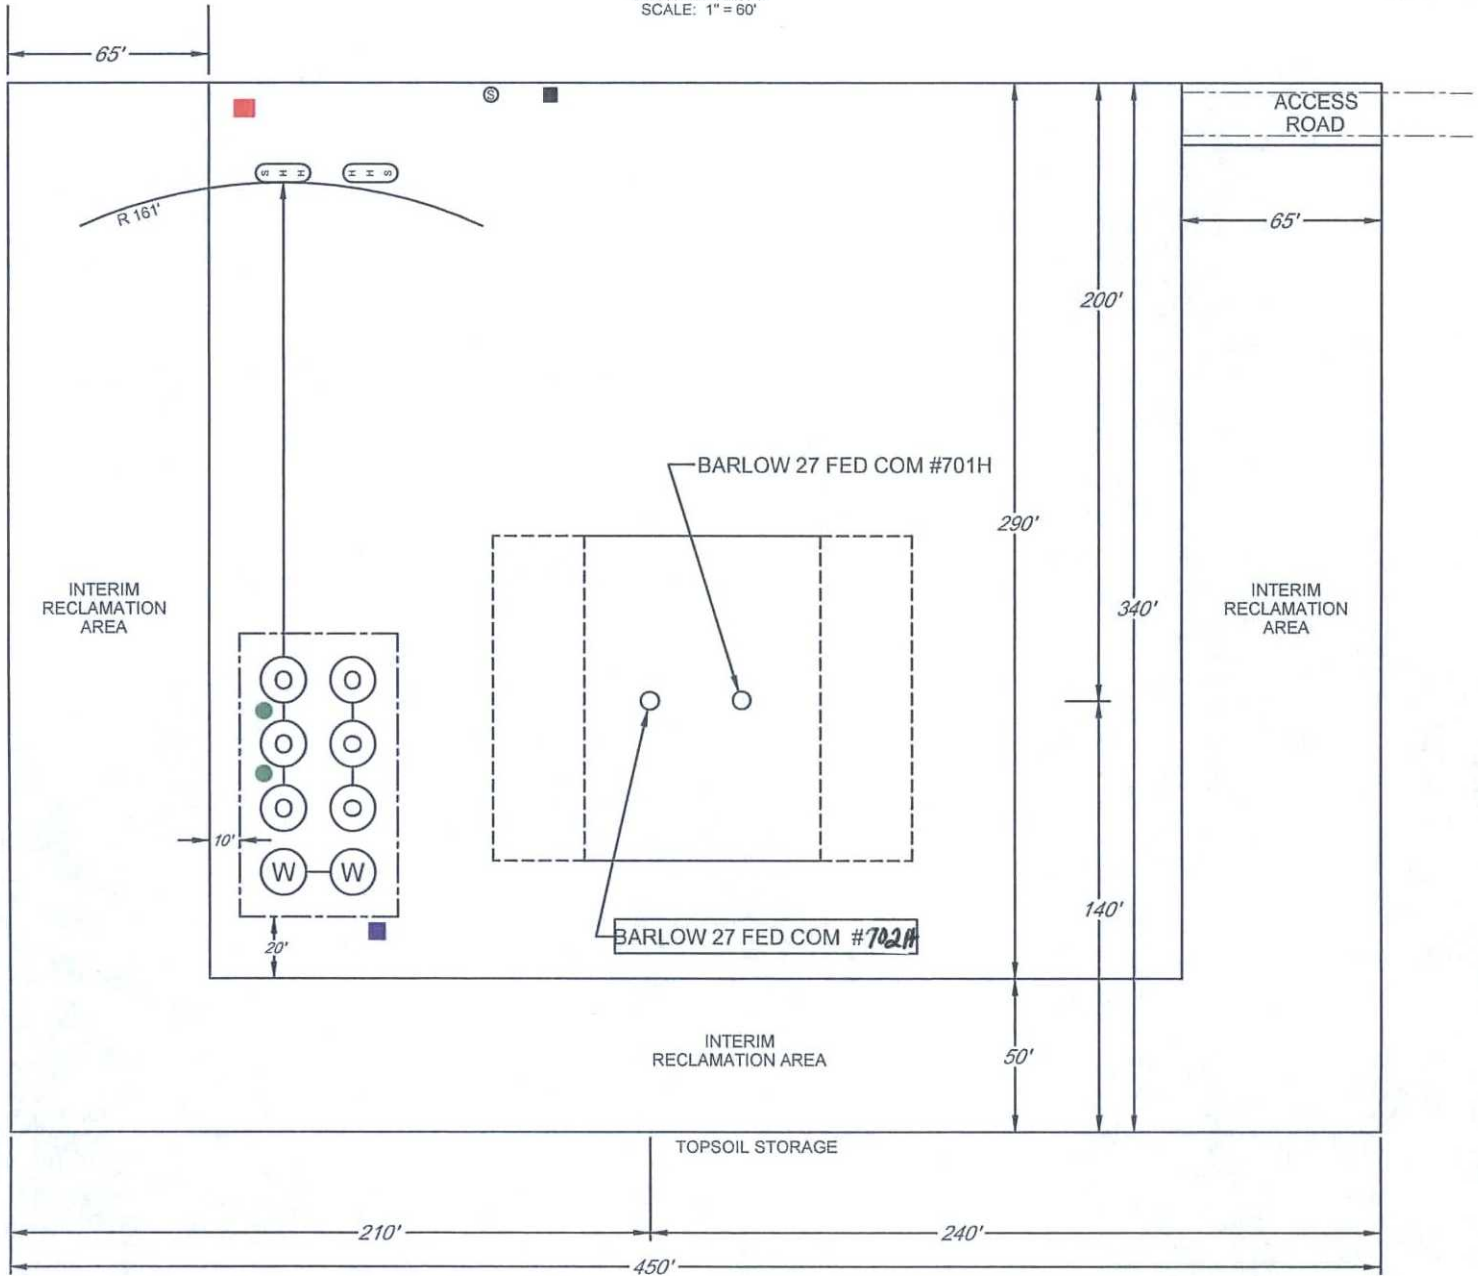 SCALE: 1" = 60'
65'
S
ACCESS
ROAD
S H H
H H S
R 161'
65'
200'
BARLOW 27 FED COM #701H
290'
INTERIM
RECLAMATION
AREA
340'
INTERIM
RECLAMATION
AREA
O O
O O
O O
10'
W W
140'
BARLOW 27 FED COM #702H
20'
INTERIM
RECLAMATION AREA
50'
TOPSOIL STORAGE
210'
240'
450'